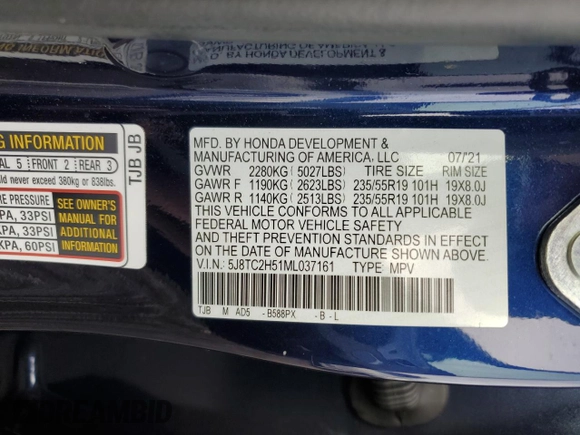 G INFORMATION
AL 5 | FRONT 2 | REAR 3
ould never exceed 380kg or 838lbs.
PA, 33PSI
PA, 33PSI
KPA, 60PSI
SEE OWNER'S
MANUAL FOR
ADDITIONAL
INFORMATION
TJB JB
MFD. BY HONDA DEVELOPMENT &
MANUFACTURING OF AMERICA, LLC 07/21
GVWR 2280KG (5027LBS) TIRE SIZE RIM SIZE
GAWR F 1190KG (2623LBS) 235/55R19 101H 19X8.0J
GAWR R 1140KG (2513LBS) 235/55R19 101H 19X8.0J
THIS VEHICLE CONFORMS TO ALL APPLICABLE
FEDERAL MOTOR VEHICLE SAFETY
AND THEFT PREVENTION STANDARDS IN EFFECT
ON THE DATE OF MANUFACTURE SHOWN ABOVE.
V.I.N.: 5J8TC2H51ML037161 TYPE: MPV
TJB M AD5 - B588PX - B - L